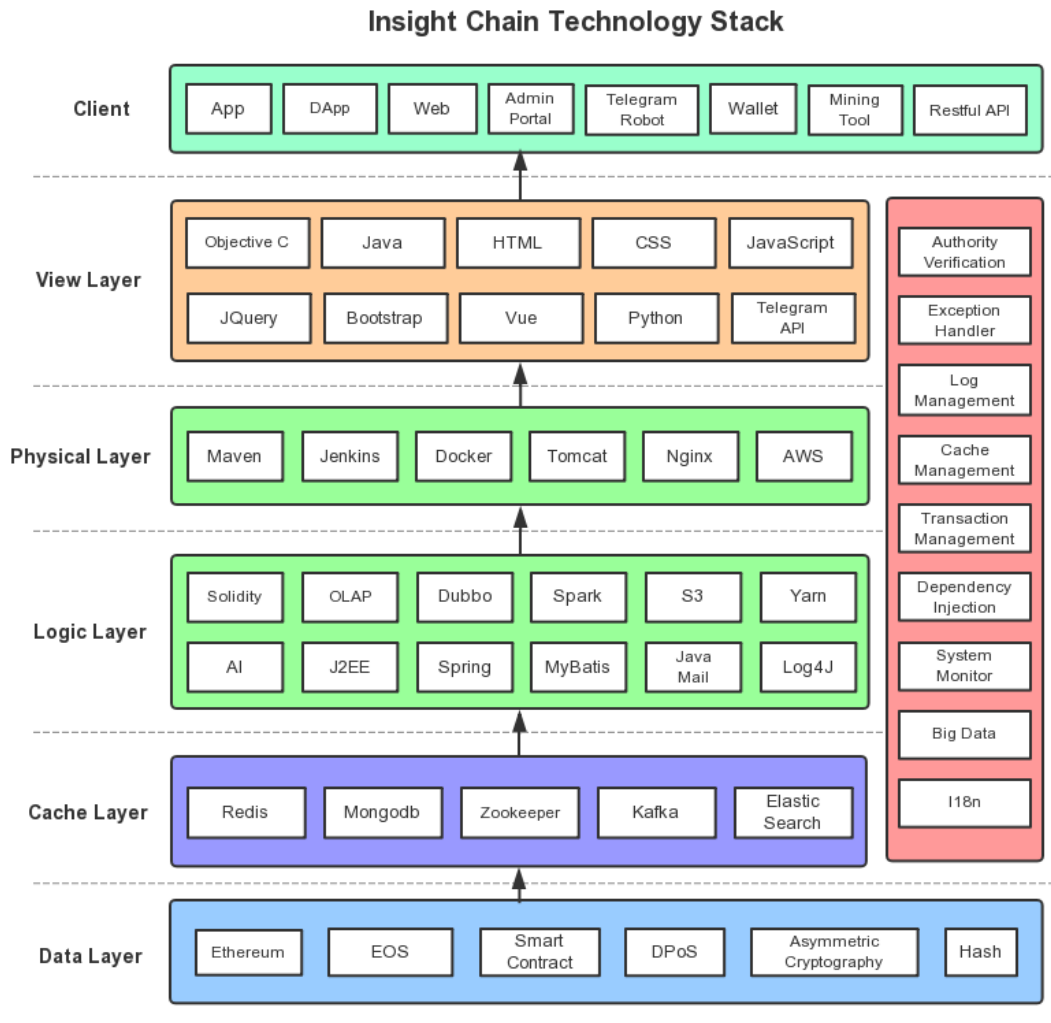 Insight Chain Technology Stack
Client
App
DApp
Web
Admin
Portal
Telegram
Robot
Wallet
Mining
Tool
Restful API
View Layer
Objective C
Java
HTML
CSS
JavaScript
JQuery
Bootstrap
Vue
Python
Telegram
API
Physical Layer
Maven
Jenkins
Docker
Tomcat
Nginx
AWS
Logic Layer
Solidity
OLAP
Dubbo
Spark
S3
Yarn
AI
J2EE
Spring
MyBatis
Java
Mail
Log4J
Cache Layer
Redis
Mongodb
Zookeeper
Kafka
Elastic
Search
Authority
Verification
Exception
Handler
Log
Management
Cache
Management
Transaction
Management
Dependency
Injection
System
Monitor
Big Data
I18n
Data Layer
Ethereum
EOS
Smart
Contract
DPoS
Asymmetric
Cryptography
Hash